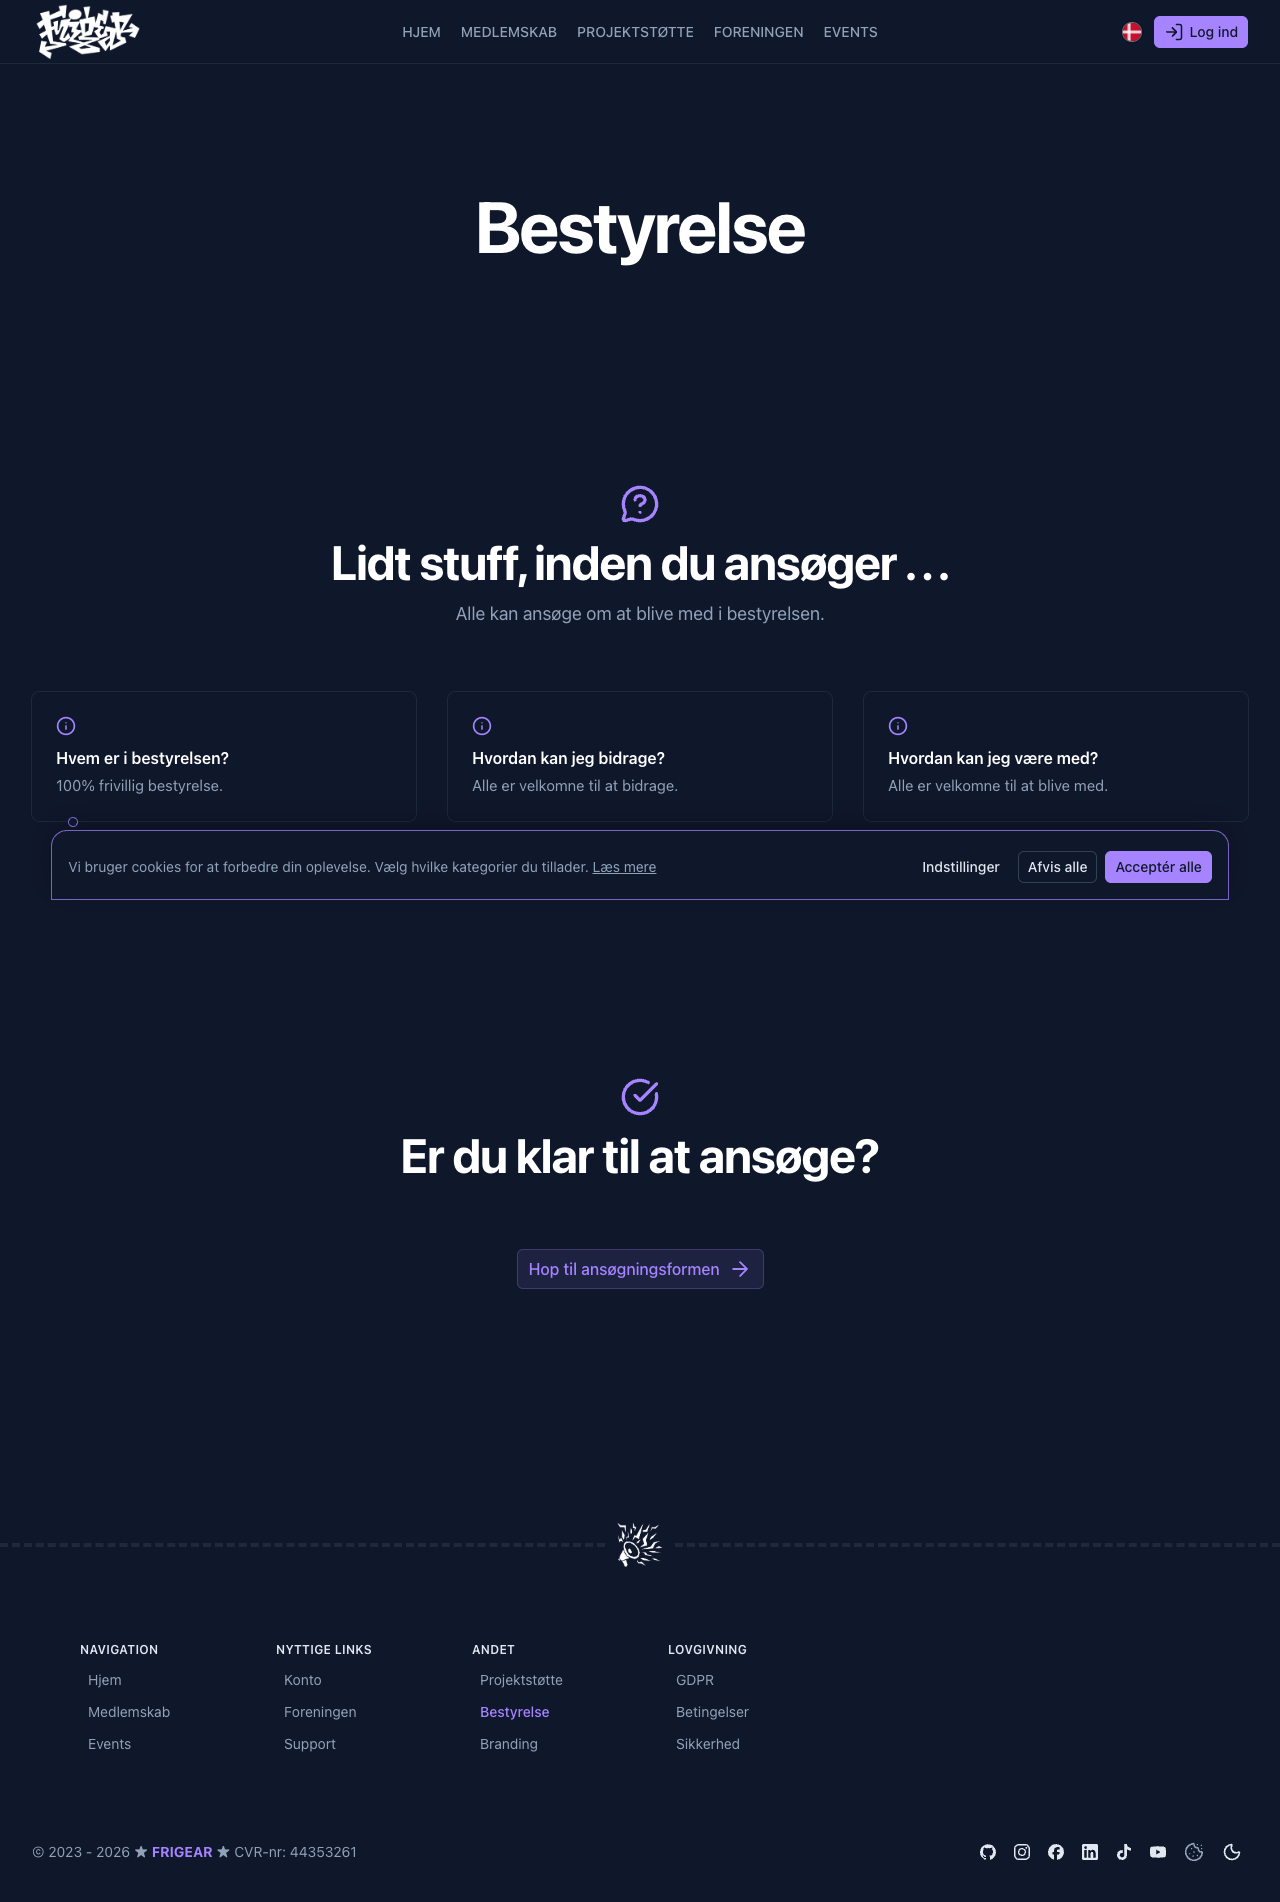 HJEM MEDLEMSKAB PROJEKTSTØTTE FORENINGEN EVENTS Log ind
Bestyrelse
Lidt stuff, inden du ansøger …
Alle kan ansøge om at blive med i bestyrelsen.
Hvem er i bestyrelsen?
100% frivillig bestyrelse.
Hvordan kan jeg bidrage?
Alle er velkomne til at bidrage.
Hvordan kan jeg være med?
Alle er velkomne til at blive med.
Vi bruger cookies for at forbedre din oplevelse. Vælg hvilke kategorier du tillader. Læs mere
Indstillinger Afvis alle Acceptér alle
Er du klar til at ansøge?
Hop til ansøgningsformen
NAVIGATION
Hjem
Medlemskab
Events
NYTTIGE LINKS
Konto
Foreningen
Support
ANDET
Projektstøtte
Bestyrelse
Branding
LOVGIVNING
GDPR
Betingelser
Sikkerhed
© 2023 - 2026 ★ FRIGEAR ★ CVR-nr: 44353261